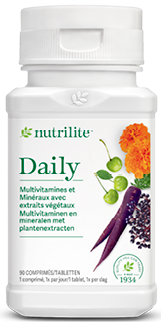 nutrilite
Daily
Multivitamines et
Minéraux avec
extraits végétaux
Multivitaminen en
mineralen met
plantenextracten
90 COMPRIMÉS/TABLETTEN
1 comprimé, 1x par jour/1 tablet, 1x per dag
1934